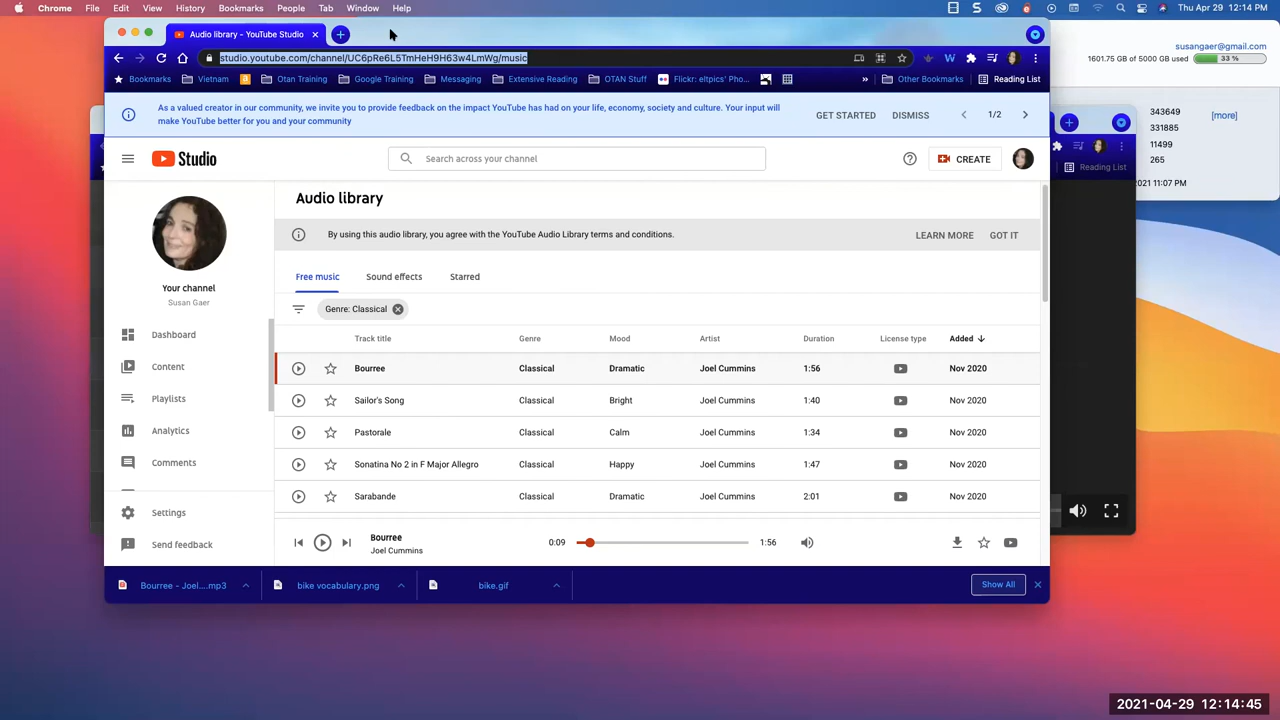 Chrome File Edit View History Bookmarks People Tab Window Help
Thu Apr 29 12:14 PM
Audio library - YouTube Studio
susangaer@gmail.com
studio.youtube.com/channel/UC6pRe6L5TmHeH9H63w4LmWg/music
1601.75 GB of 5000 GB used 33 %
Bookmarks Vietnam Otan Training Google Training Messaging Extensive Reading OTAN Stuff Flickr: eltpics' Pho... » Other Bookmarks Reading List
As a valued creator in our community, we invite you to provide feedback on the impact YouTube has had on your life, economy, society and culture. Your input will
make YouTube better for you and your community
GET STARTED DISMISS 1/2
343649 [more]
331885
11499
265
Reading List
2021 11:07 PM
Studio
Search across your channel
CREATE
Audio library
By using this audio library, you agree with the YouTube Audio Library terms and conditions.
LEARN MORE GOT IT
Free music Sound effects Starred
Your channel
Susan Gaer
Genre: Classical
Dashboard
Content
Playlists
Analytics
Comments
Settings
Send feedback
Track title Genre Mood Artist Duration License type Added
Bourree Classical Dramatic Joel Cummins 1:56 Nov 2020
Sailor's Song Classical Bright Joel Cummins 1:40 Nov 2020
Pastorale Classical Calm Joel Cummins 1:34 Nov 2020
Sonatina No 2 in F Major Allegro Classical Happy Joel Cummins 1:47 Nov 2020
Sarabande Classical Dramatic Joel Cummins 2:01 Nov 2020
Bourree
Joel Cummins
0:09 1:56
Bourree - Joel....mp3 bike vocabulary.png bike.gif Show All
2021-04-29 12:14:45